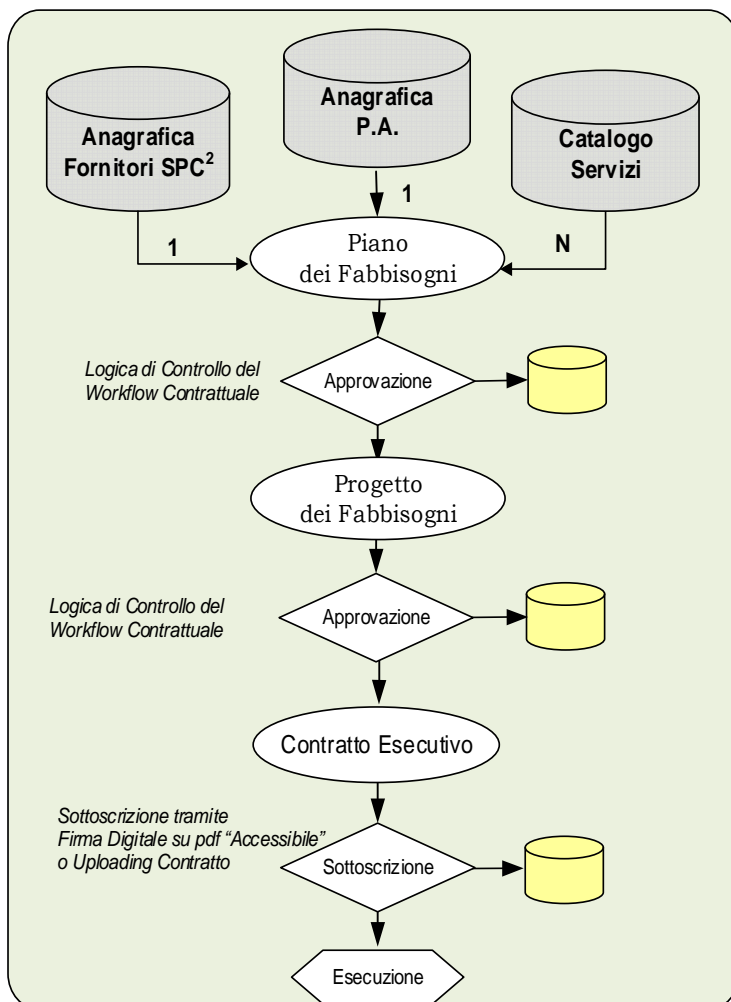 Anagrafica
Fornitori SPC²
Anagrafica
P.A.
Catalogo
Servizi
1
1
N
Piano
dei Fabbisogni
Logica di Controllo del
Workflow Contrattuale
Approvazione
Progetto
dei Fabbisogni
Logica di Controllo del
Workflow Contrattuale
Approvazione
Contratto Esecutivo
Sottoscrizione tramite
Firma Digitale su pdf “Accessibile”
o Uploading Contratto
Sottoscrizione
Esecuzione